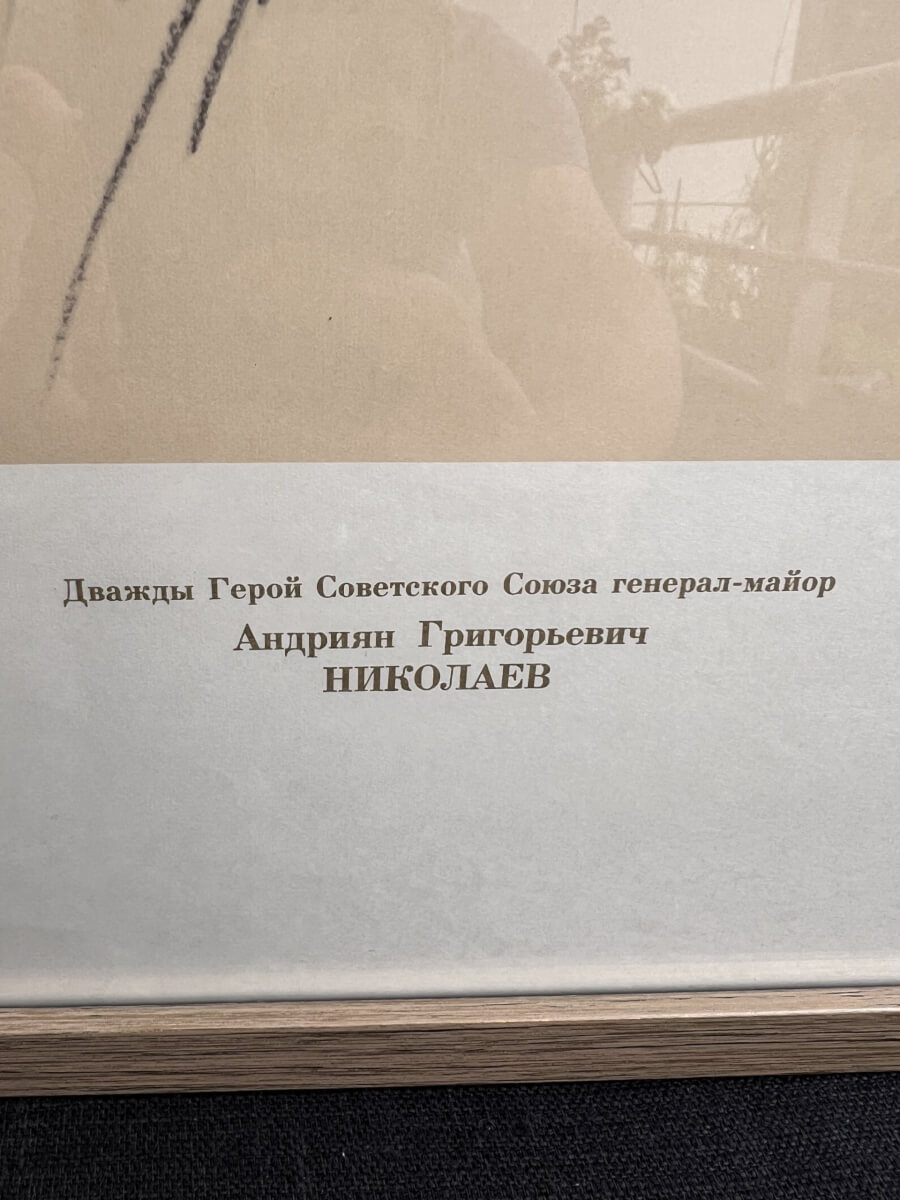 Дважды Герой Советского Союза генерал-майор
Андриян Григорьевич
НИКОЛАЕВ